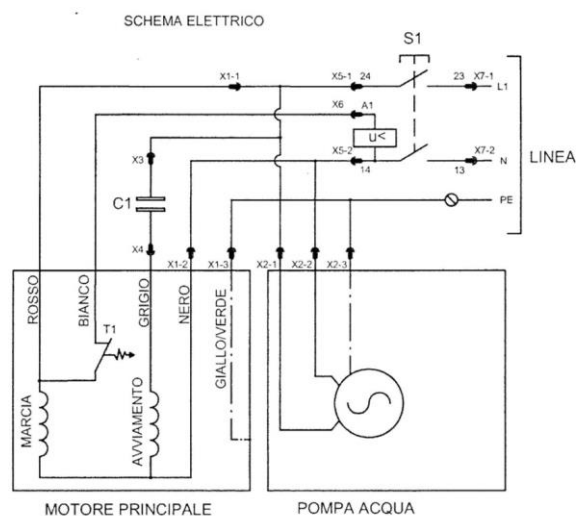 SCHEMA ELETTRICO
S1
X1-1
X5-1
24
23
X7-1
L1
X6
A1
u<
X3
X5-2
14
13
X7-2
N
LINEA
C1
PE
X4
X1-2
X1-3
X2-1
X2-2
X2-3
ROSSO
BIANCO
GRIGIO
NERO
GIALLO/VERDE
T1
MARCIA
AVVIAMENTO
MOTORE PRINCIPALE
POMPA ACQUA